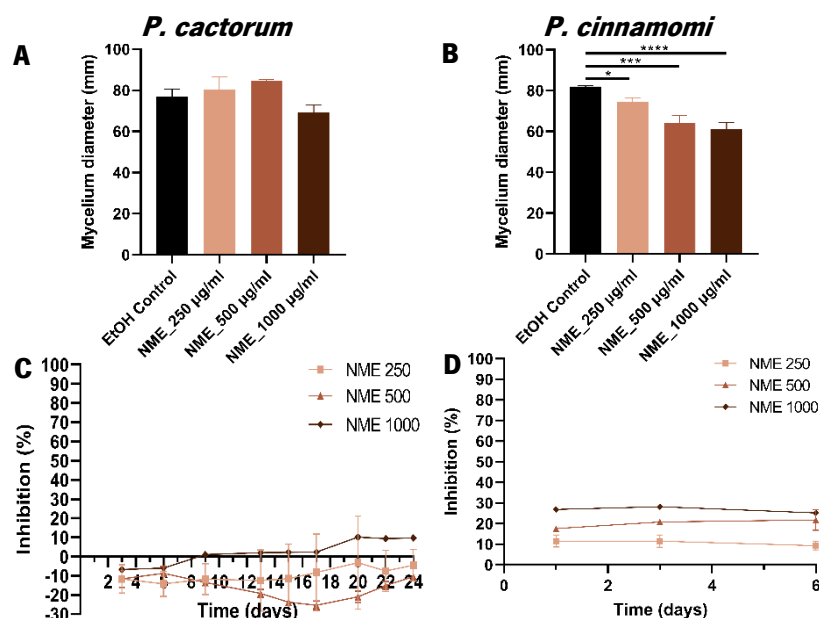 P. cactorum
P. cinnamomi
A
Mycelium diameter (mm)
100
80
60
40
20
0
EtOH Control
NME_250 µg/ml
NME_500 µg/ml
NME_1000 µg/ml
B
Mycelium diameter (mm)
100
80
60
40
20
0
****
***
*
EtOH Control
NME_250 µg/ml
NME_500 µg/ml
NME_1000 µg/ml
C
Inhibition (%)
100
90
80
70
60
50
40
30
20
10
0
-10
-20
-30
NME 250
NME 500
NME 1000
2 4 6 8 10 12 14 16 18 20 22 24
Time (days)
D
Inhibition (%)
100
90
80
70
60
50
40
30
20
10
0
NME 250
NME 500
NME 1000
0 2 4 6
Time (days)